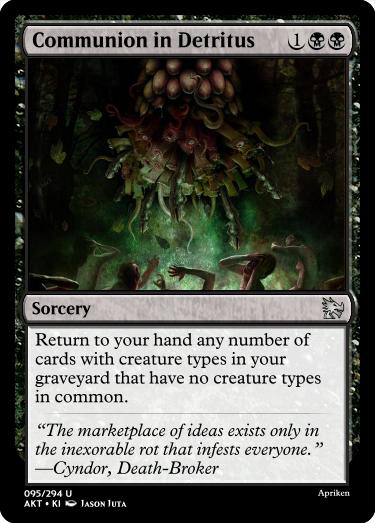 Communion in Detritus 1
Sorcery
Return to your hand any number of
cards with creature types in your
graveyard that have no creature types
in common.
“The marketplace of ideas exists only in
the inexorable rot that infests everyone.”
—Cyndor, Death-Broker
095/294 U
Apriken
AKT • KI Jason Juta